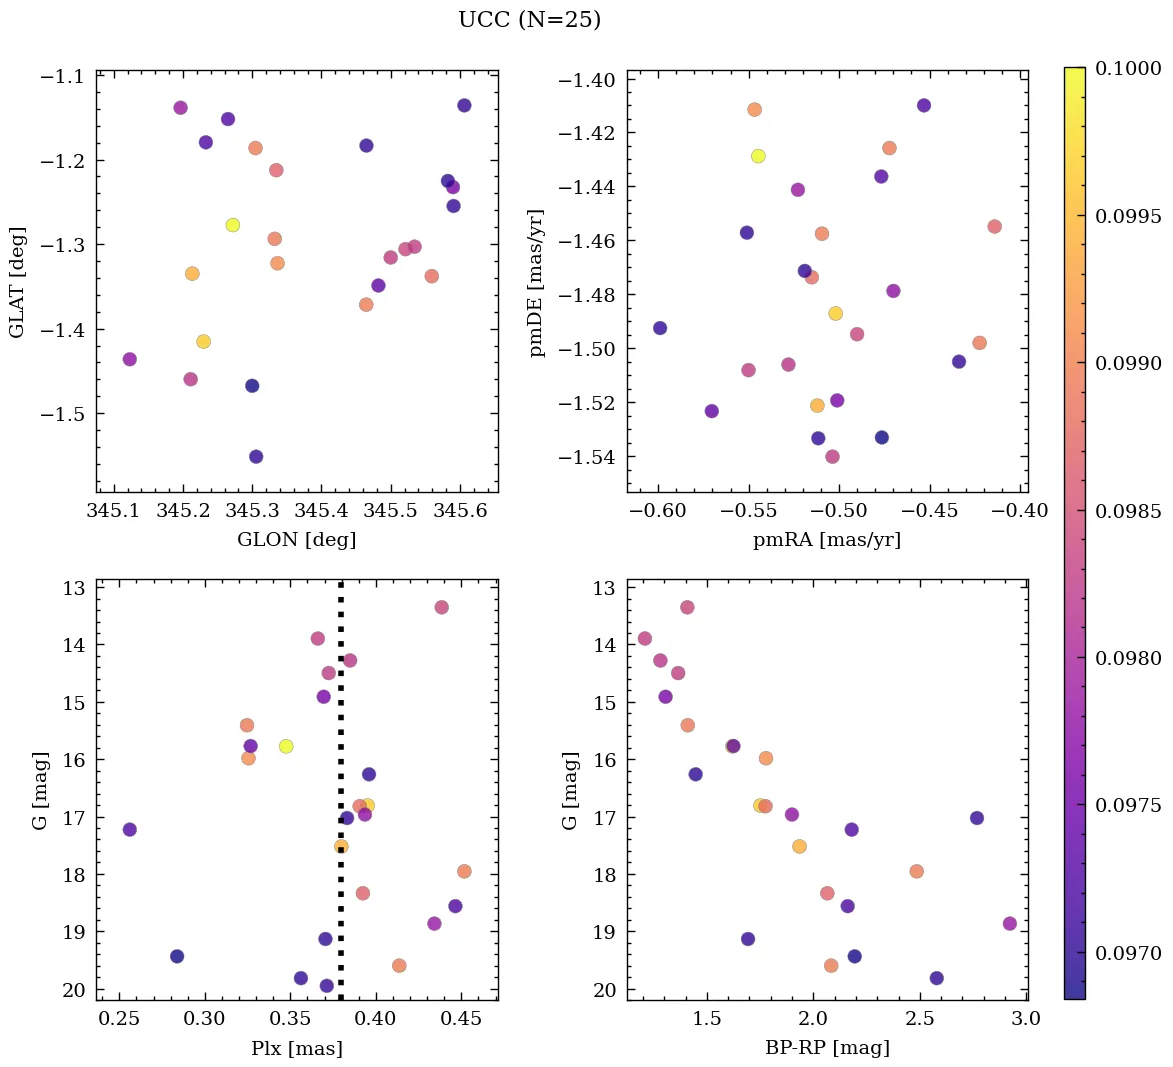 UCC (N=25)
−1.1
−1.2
−1.3
−1.4
−1.5
GLAT [deg]
345.1 345.2 345.3 345.4 345.5 345.6
GLON [deg]
−1.40
−1.42
−1.44
−1.46
−1.48
−1.50
−1.52
−1.54
pmDE [mas/yr]
−0.60 −0.55 −0.50 −0.45 −0.40
pmRA [mas/yr]
13
14
15
16
17
18
19
20
G [mag]
0.25 0.30 0.35 0.40 0.45
Plx [mas]
13
14
15
16
17
18
19
20
G [mag]
1.5 2.0 2.5 3.0
BP-RP [mag]
0.1000
0.0995
0.0990
0.0985
0.0980
0.0975
0.0970